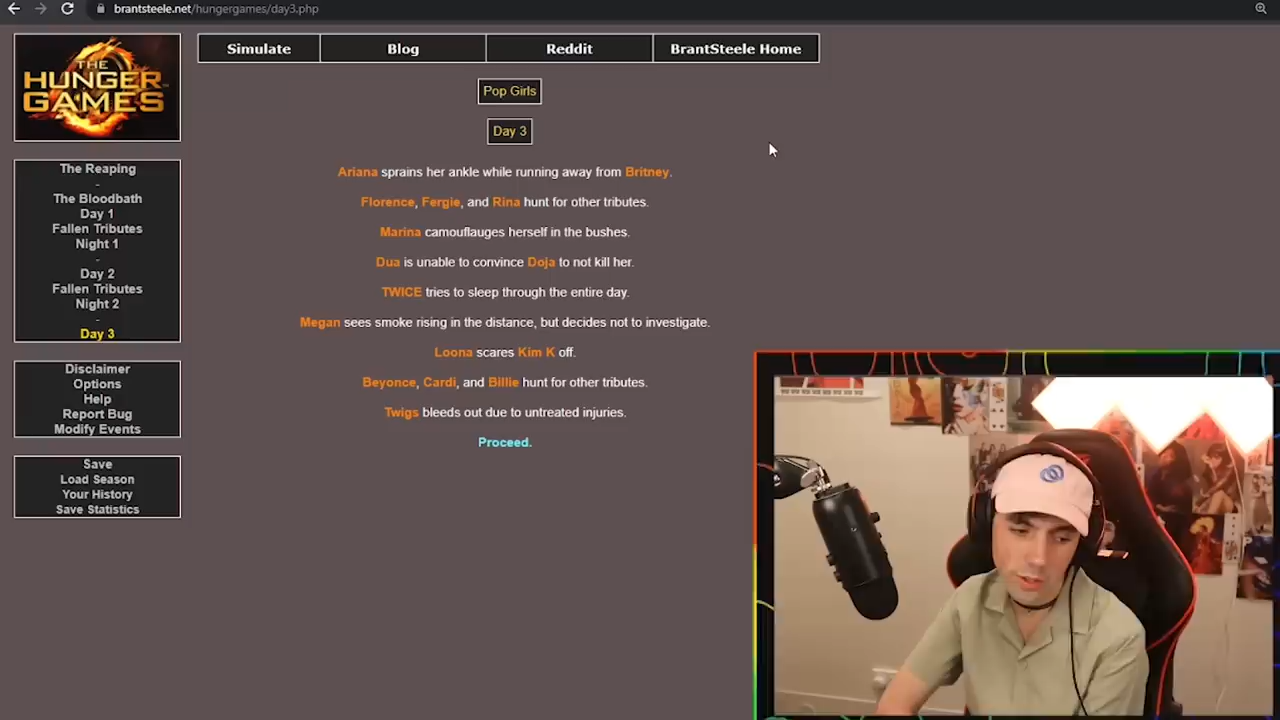 brantsteele.net/hungergames/day3.php
Simulate
Blog
Reddit
BrantSteele Home
THE
HUNGER
GAMES
Pop Girls
Day 3
The Reaping
-
The Bloodbath
Day 1
Fallen Tributes
Night 1
-
Day 2
Fallen Tributes
Night 2
-
Day 3
Disclaimer
Options
Help
Report Bug
Modify Events
Save
Load Season
Your History
Save Statistics
Ariana sprains her ankle while running away from Britney.
Florence, Fergie, and Rina hunt for other tributes.
Marina camouflauges herself in the bushes.
Dua is unable to convince Doja to not kill her.
TWICE tries to sleep through the entire day.
Megan sees smoke rising in the distance, but decides not to investigate.
Loona scares Kim K off.
Beyonce, Cardi, and Billie hunt for other tributes.
Twigs bleeds out due to untreated injuries.
Proceed.